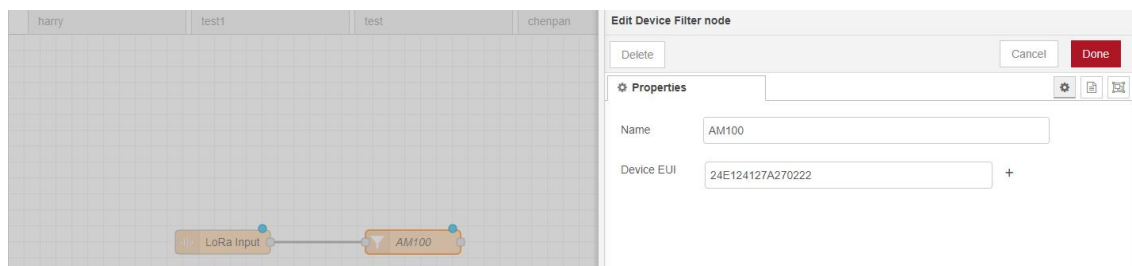 harry
test1
test
chenpan
Edit Device Filter node
Delete
Cancel
Done
Properties
Name
AM100
Device EUI
24E124127A270222
+
LoRa Input
AM100